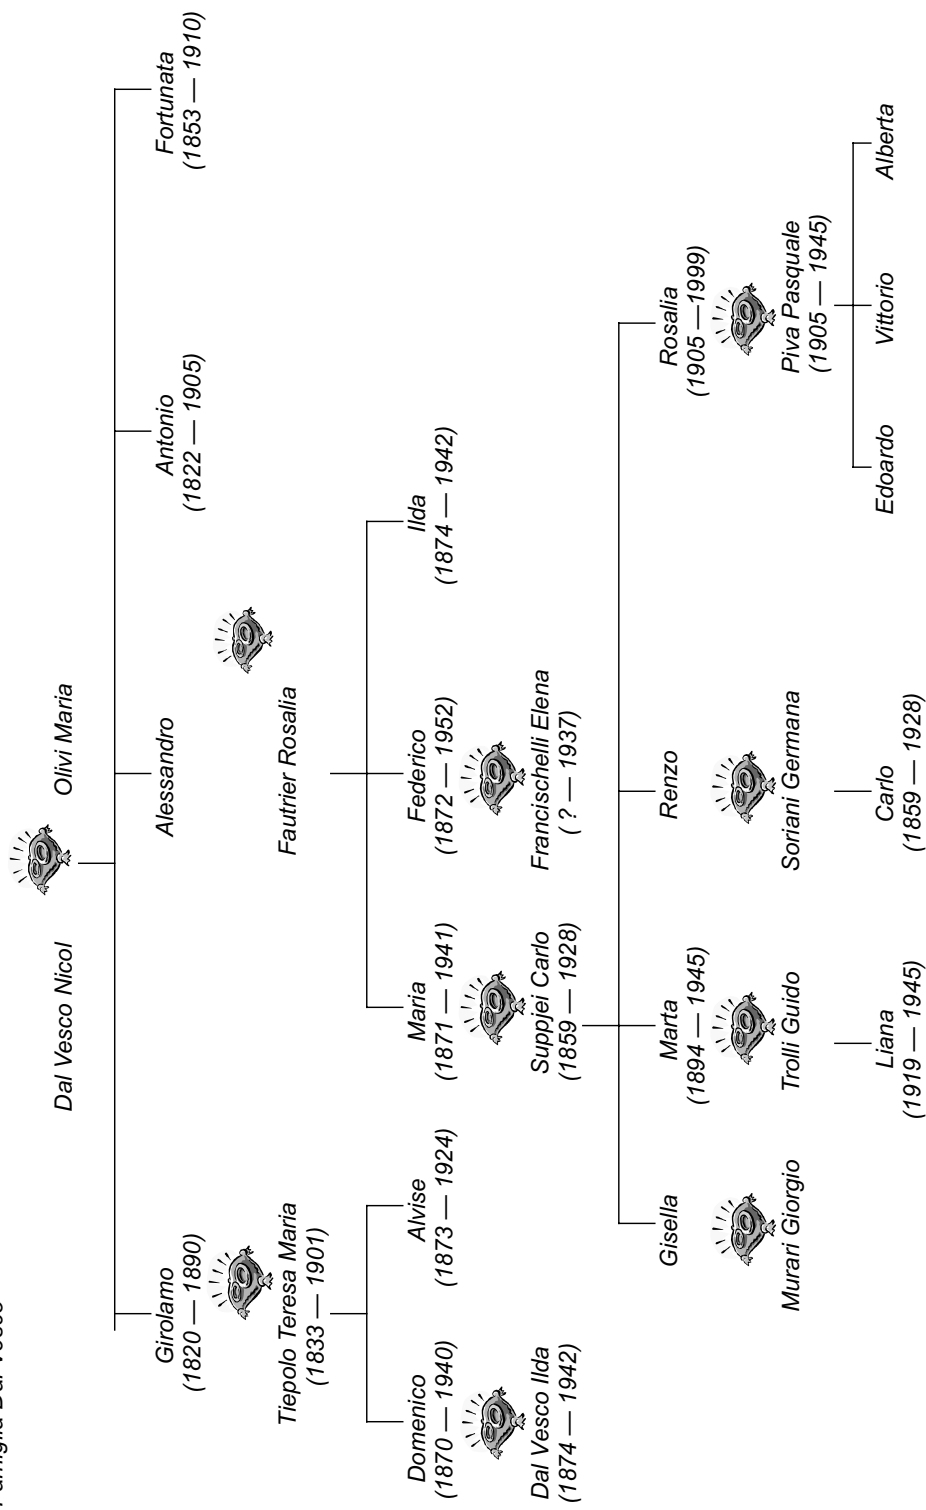 Famiglia Dal Vesco
Dal Vesco Nicol
Olivi Maria
Girolamo
(1820 — 1890)
Alessandro
Antonio
(1822 — 1905)
Fortunata
(1853 — 1910)
Tiepolo Teresa Maria
(1833 — 1901)
Fautrier Rosalia
Domenico
(1870 — 1940)
Alvise
(1873 — 1924)
Maria
(1871 — 1941)
Federico
(1872 — 1952)
Ilda
(1874 — 1942)
Dal Vesco Ilda
(1874 — 1942)
Suppjei Carlo
(1859 — 1928)
Francischelli Elena
( ? — 1937)
Gisella
Marta
(1894 — 1945)
Renzo
Rosalia
(1905 —1999)
Murari Giorgio
Trolli Guido
Soriani Germana
Piva Pasquale
(1905 — 1945)
Liana
(1919 — 1945)
Carlo
(1859 — 1928)
Edoardo
Vittorio
Alberta